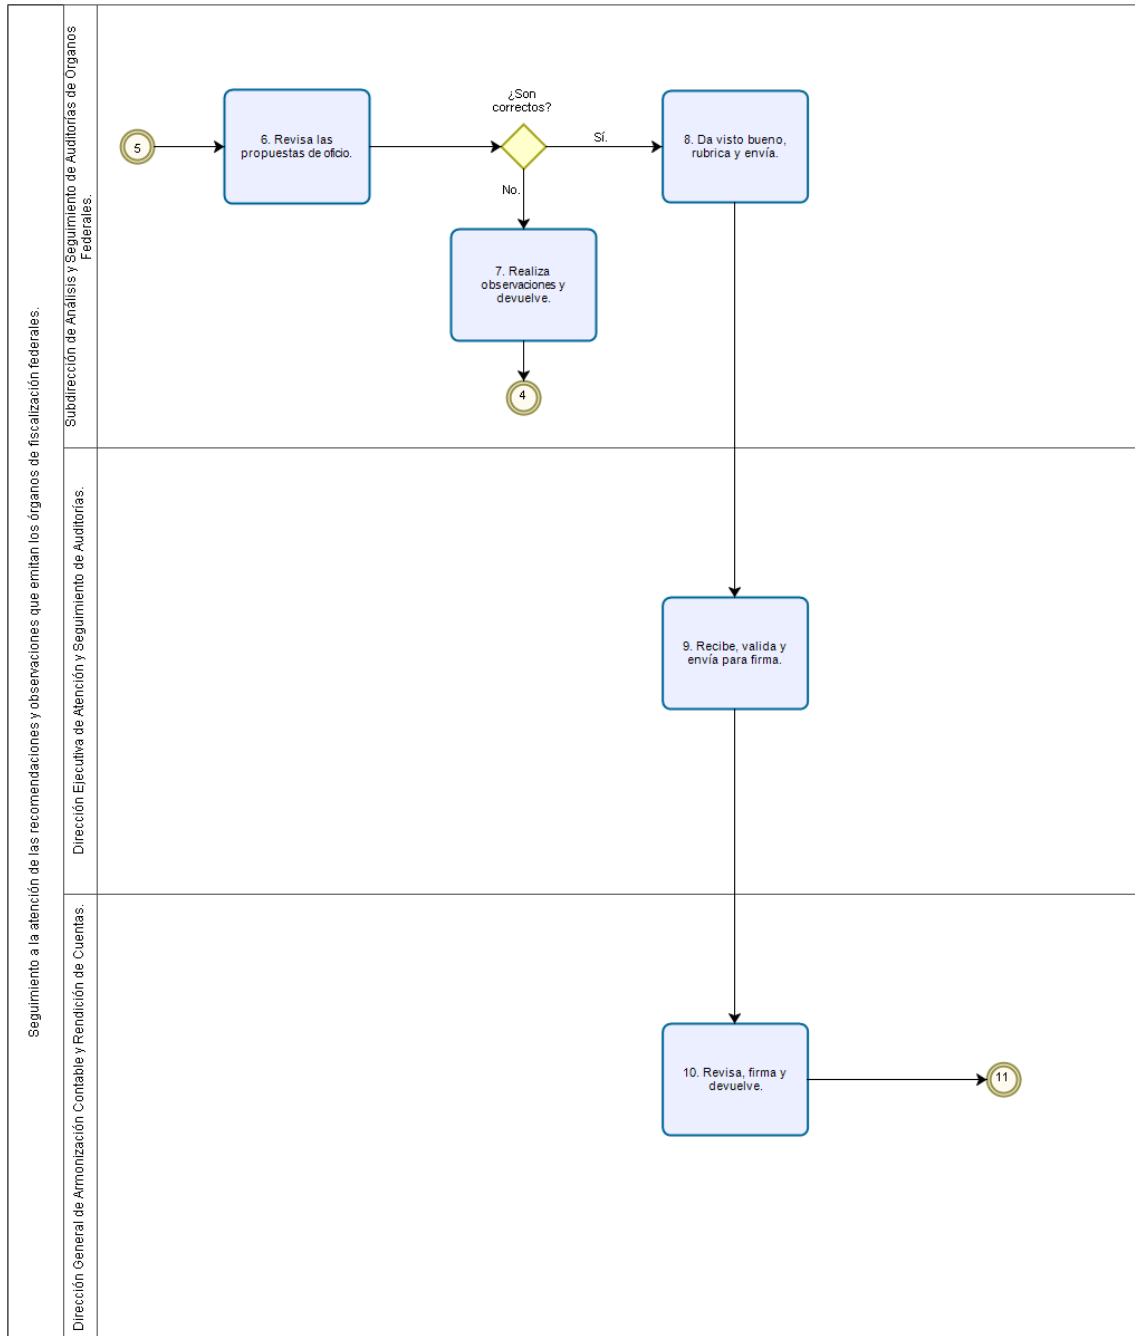 Seguimiento a la atención de las recomendaciones y observaciones que emitan los órganos de fiscalización federales.
Subdirección de Análisis y Seguimiento de Auditorías de Organos
Federales.
5
6. Revisa las
propuestas de oficio.
¿Son
correctos?
Sí.
No.
8. Da visto bueno,
rubrica y envía.
7. Realiza
observaciones y
devuelve.
4
Dirección Ejecutiva de Atención y Seguimiento de Auditorías.
9. Recibe, valida y
envía para firma.
Dirección General de Armonización Contable y Rendición de Cuentas.
10. Revisa, firma y
devuelve.
11